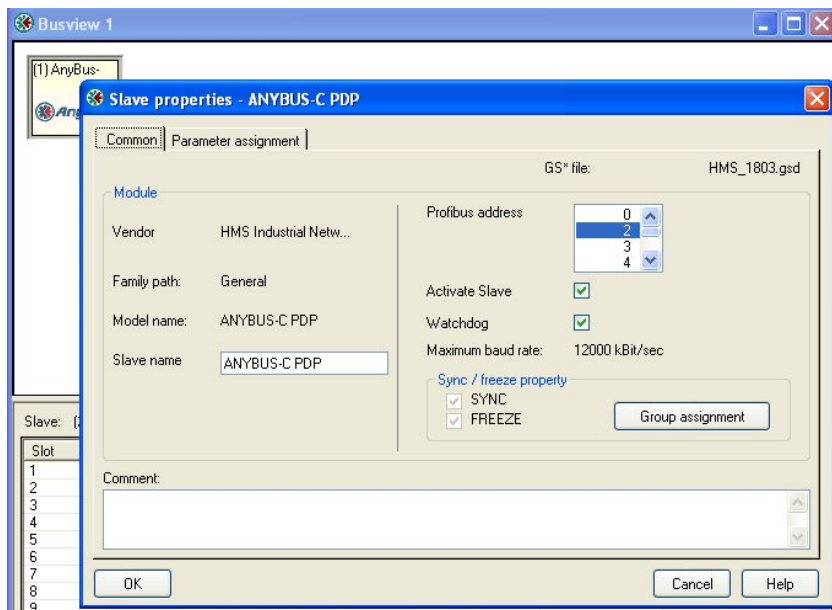 Busview 1
(1) AnyBus-
Any
Slave properties - ANYBUS-C PDP
Common
Parameter assignment
GS* file: HMS_1803.gsd
Module
Vendor HMS Industrial Netw...
Family path: General
Model name: ANYBUS-C PDP
Slave name ANYBUS-C PDP
Profibus address
0
2
3
4
Activate Slave
Watchdog
Maximum baud rate: 12000 kBit/sec
Sync / freeze property
SYNC
FREEZE
Group assignment
Comment:
OK
Cancel
Help
Slave:
Slot
1
2
3
4
5
6
7
8
9